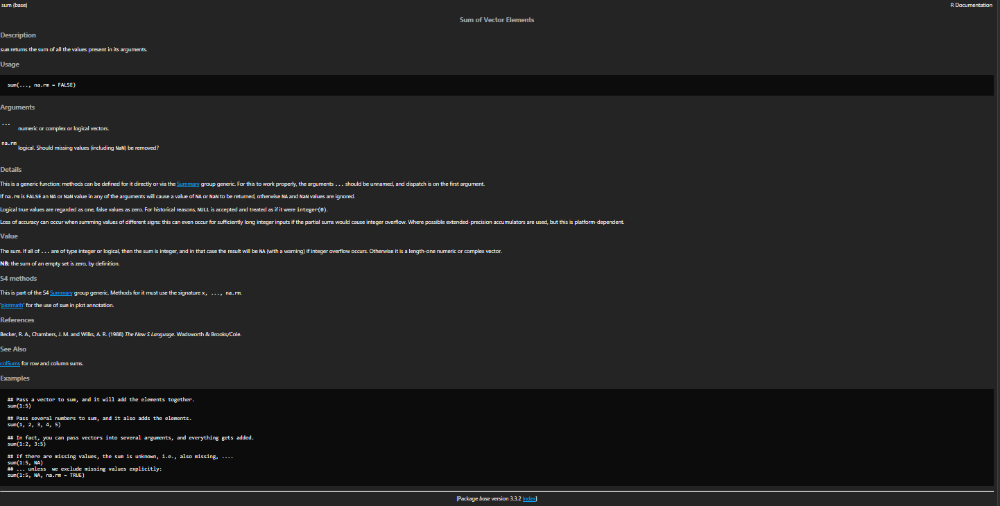 sum {base}
R Documentation
Sum of Vector Elements
Description
sum returns the sum of all the values present in its arguments.
Usage
sum(..., na.rm = FALSE)
Arguments
...
numeric or complex or logical vectors.
na.rm
logical. Should missing values (including NaN) be removed?
Details
This is a generic function: methods can be defined for it directly or via the Summary group generic. For this to work properly, the arguments ... should be unnamed, and dispatch is on the first argument.
If na.rm is FALSE an NA or NaN value in any of the arguments will cause a value of NA or NaN to be returned, otherwise NA and NaN values are ignored.
Logical true values are regarded as one, false values as zero. For historical reasons, NULL is accepted and treated as if it were integer(0).
Loss of accuracy can occur when summing values of different signs: this can even occur for sufficiently long integer inputs if the partial sums would cause integer overflow. Where possible extended-precision accumulators are used, but this is platform-dependent.
Value
The sum. If all of ... are of type integer or logical, then the sum is integer, and in that case the result will be NA (with a warning) if integer overflow occurs. Otherwise it is a length-one numeric or complex vector.
NB: the sum of an empty set is zero, by definition.
S4 methods
This is part of the S4 Summary group generic. Methods for it must use the signature x, ..., na.rm.
‘plotmath’ for the use of sum in plot annotation.
References
Becker, R. A., Chambers, J. M. and Wilks, A. R. (1988) The New S Language. Wadsworth & Brooks/Cole.
See Also
colSums for row and column sums.
Examples
## Pass a vector to sum, and it will add the elements together.
sum(1:5)
## Pass several numbers to sum, and it also adds the elements.
sum(1, 2, 3, 4, 5)
## In fact, you can pass vectors into several arguments, and everything gets added.
sum(1:2, 3:5)
## If there are missing values, the sum is unknown, i.e., also missing, ....
sum(1:5, NA)
## ... unless  we exclude missing values explicitly:
sum(1:5, NA, na.rm = TRUE)
[Package base version 3.3.2 Index]